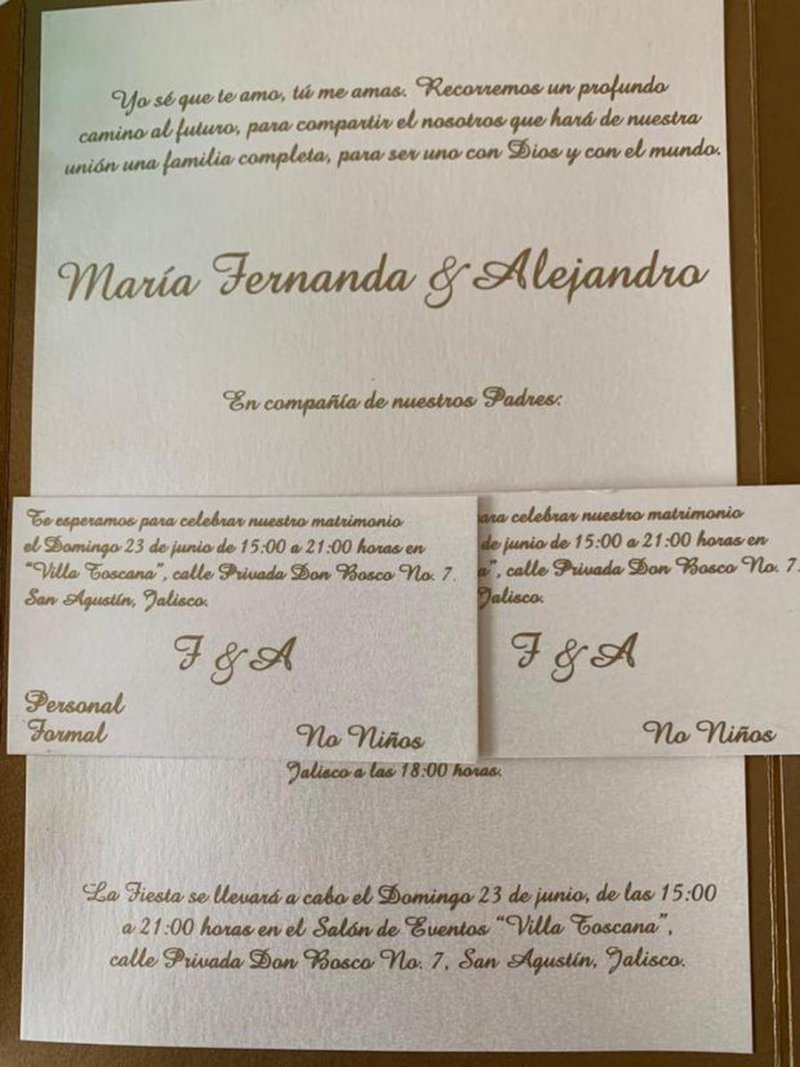 Yo sé que te amo, tú me amas. Recorremos un profundo
camino al futuro, para compartir el nosotros que hará de nuestra
unión una familia completa, para ser uno con Dios y con el mundo.
María Fernanda & Alejandro
En compañía de nuestros Padres:
Te esperamos para celebrar nuestro matrimonio
el Domingo 23 de junio de 15:00 a 21:00 horas en
"Villa Toscana", calle Privada Don Bosco No. 7.
San Agustín, Jalisco.
F & A
Personal
Formal
No Niños
para celebrar nuestro matrimonio
de junio de 15:00 a 21:00 horas en
", calle Privada Don Bosco No. 7.
Jalisco.
F & A
No Niños
Jalisco a las 18:00 horas.
La Fiesta se llevará a cabo el Domingo 23 de junio, de las 15:00
a 21:00 horas en el Salón de Eventos "Villa Toscana",
calle Privada Don Bosco No. 7, San Agustín, Jalisco.